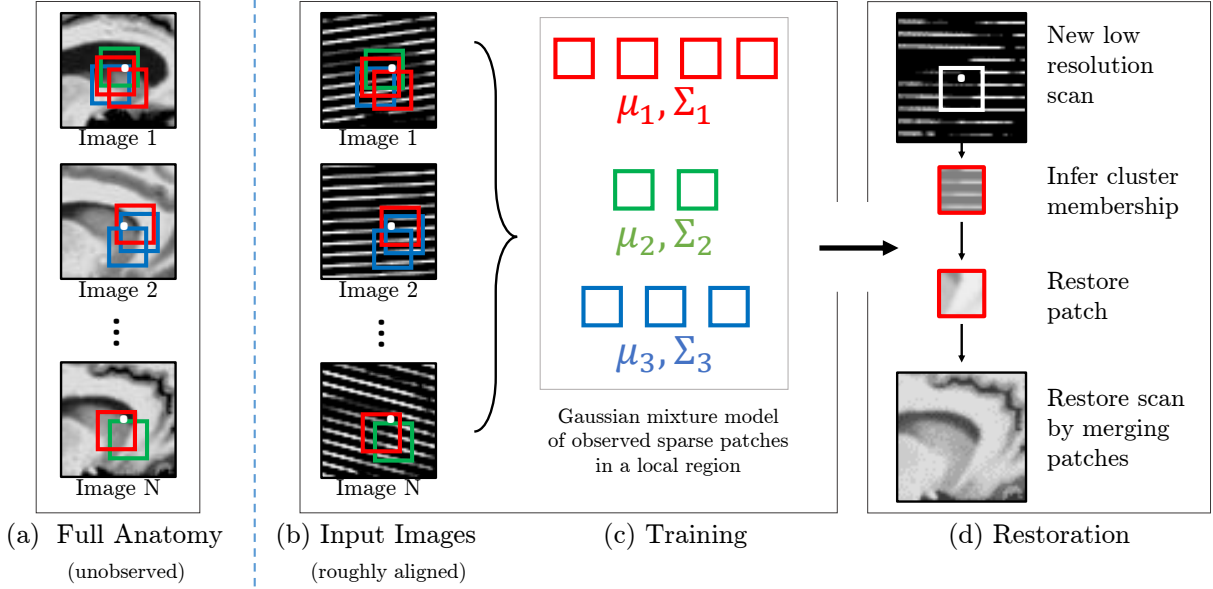 Image 1
Image 2
Image N
(a) Full Anatomy
(unobserved)
Image 1
Image 2
Image N
(b) Input Images
(roughly aligned)
μ₁, Σ₁
μ₂, Σ₂
μ₃, Σ₃
Gaussian mixture model
of observed sparse patches
in a local region
(c) Training
New low
resolution
scan
Infer cluster
membership
Restore
patch
Restore scan
by merging
patches
(d) Restoration